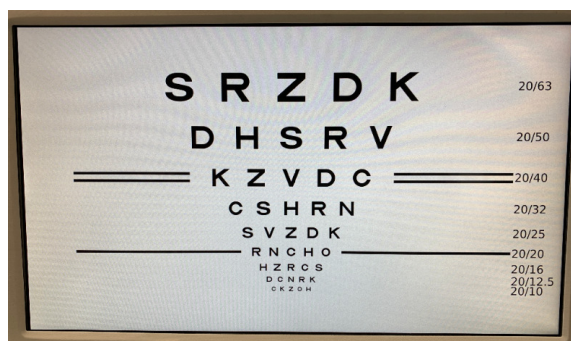 S R Z D K 20/63
D H S R V 20/50
K Z V D C 20/40
C S H R N 20/32
S V Z D K 20/25
R N C H O 20/20
H Z R C S 20/16
D C N R K 20/12.5
C K Z O H 20/10